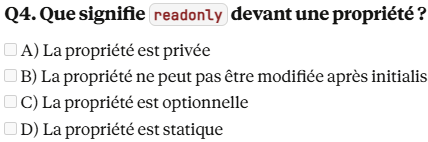 Q4. Que signifie readonly devant une propriété ?
A) La propriété est privée
B) La propriété ne peut pas être modifiée après initialis
C) La propriété est optionnelle
D) La propriété est statique